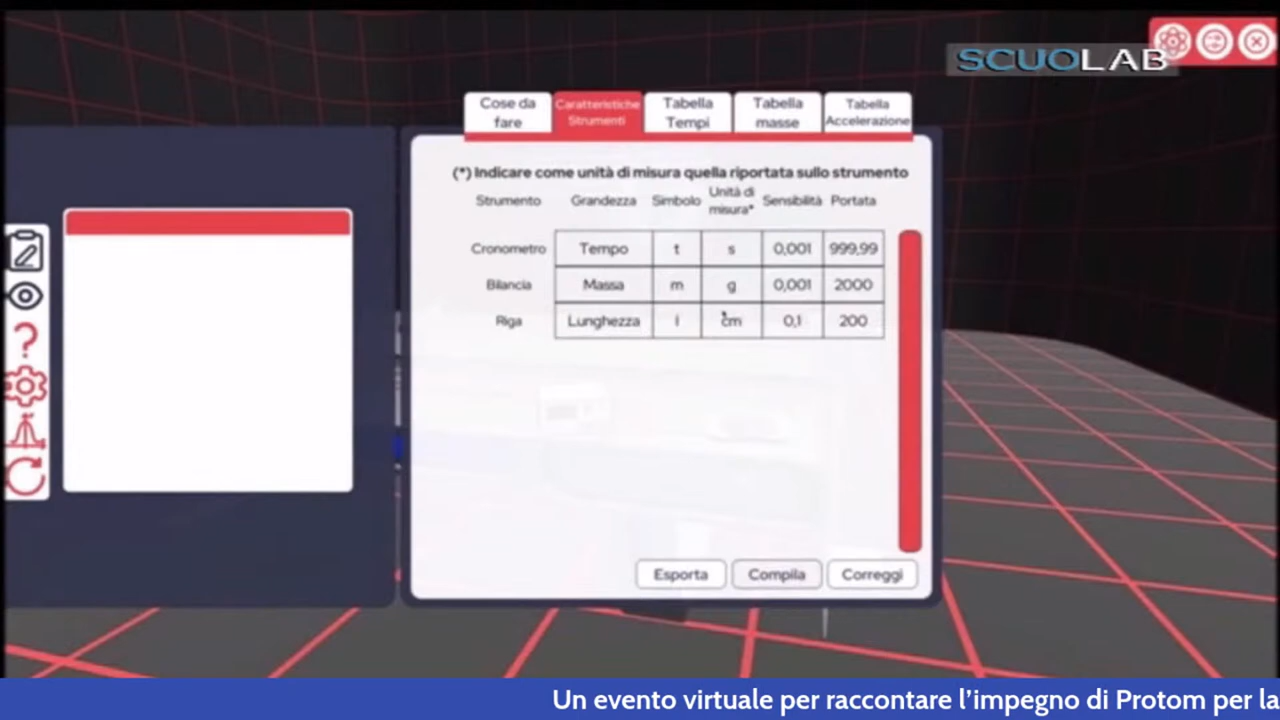 SCUOLAB
Cose da fare
Caratteristiche Strumenti
Tabella Tempi
Tabella masse
Tabella Accelerazione
(*) Indicare come unità di misura quella riportata sullo strumento
Strumento Grandezza Simbolo Unità di misura* Sensibilità Portata
Cronometro Tempo t s 0,001 999,99
Bilancia Massa m g 0,001 2000
Riga Lunghezza l cm 0,1 200
Esporta Compila Correggi
Un evento virtuale per raccontare l’impegno di Protom per la